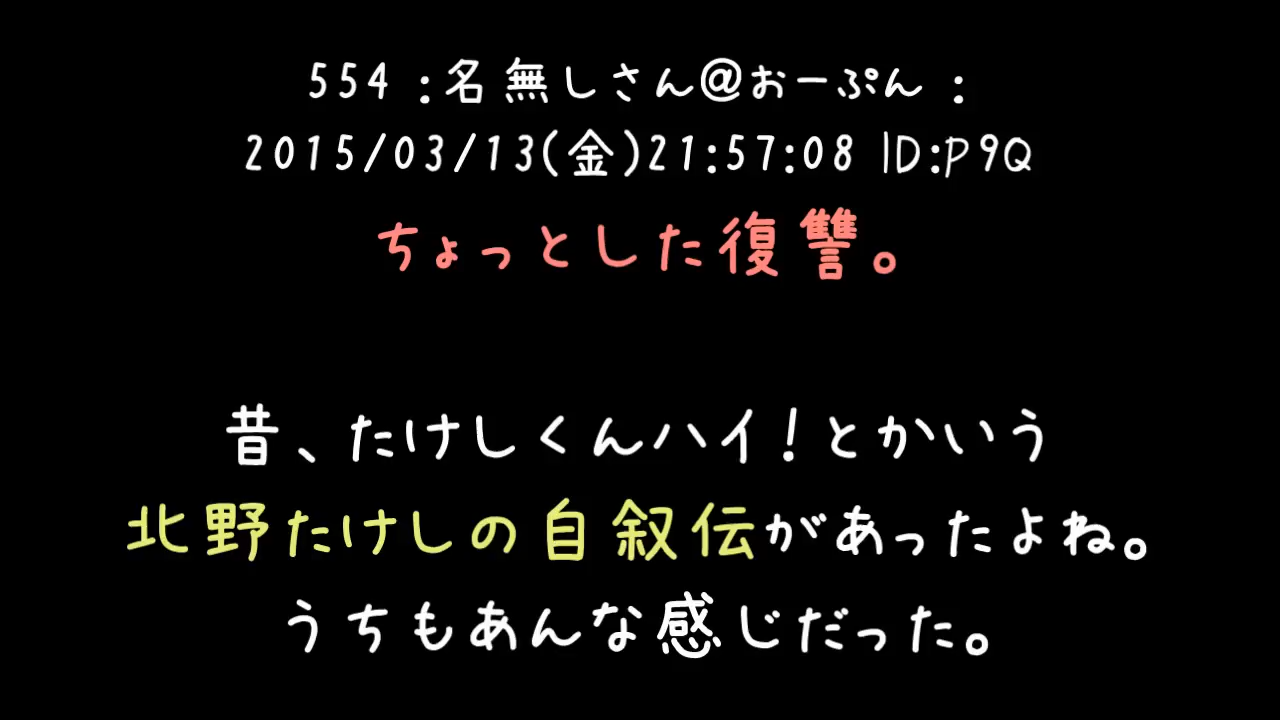 554 :名無しさん@おーぷん :
2015/03/13(金)21:57:08 ID:p9Q
ちょっとした復讐。
昔、たけしくんハイ!とかいう
北野たけしの自叙伝があったよね。
うちもあんな感じだった。